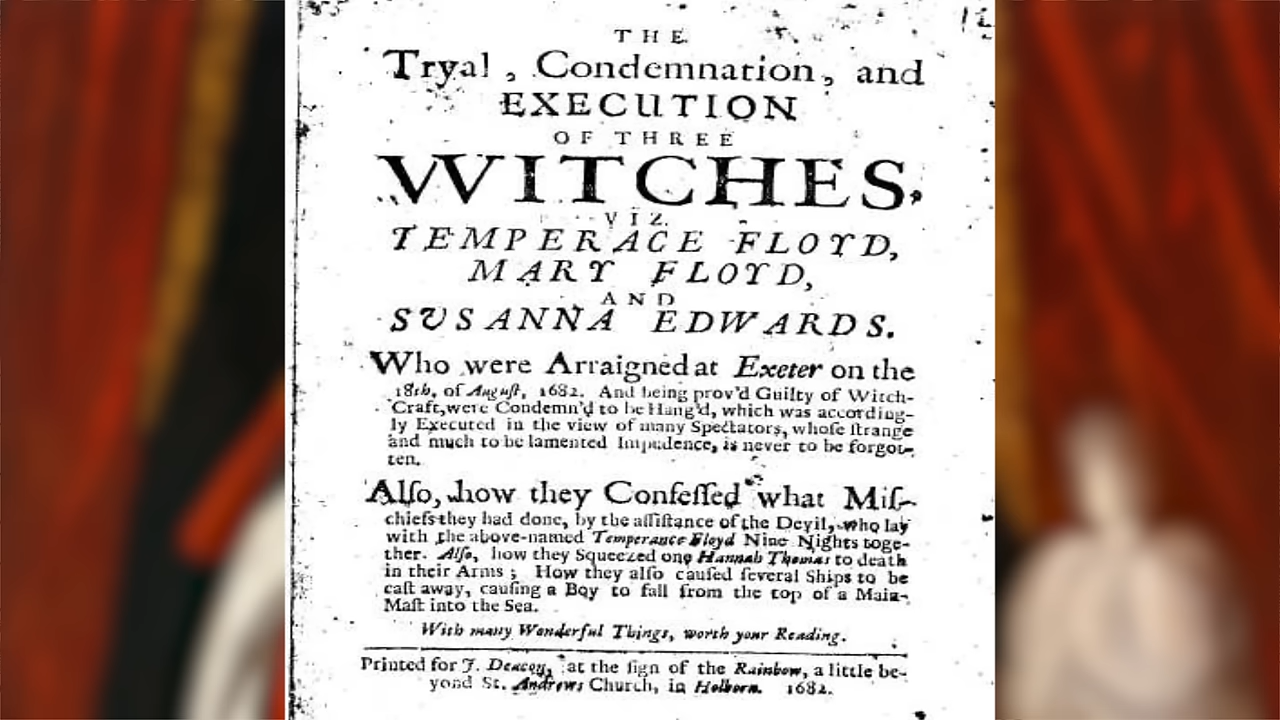 THE
Tryal, Condemnation, and
EXECUTION
OF THREE
WITCHES,
VIZ.
TEMPERACE FLOYD,
MARY FLOYD,
AND
SUSANNA EDWARDS.
Who were Arraigned at Exeter on the
18th, of Auguſt, 1682. And being prov'd Guilty of Witch-
Craft, were Condemn'd to be Hang'd, which was according-
ly Executed in the view of many Spectators, whoſe ſtrange
and much to be lamented Impudence, is never to be forgot-
ten.
Alſo, how they Confeſſed what Miſ-
chiefs they had done, by the aſſiſtance of the Devil, who lay
with the above-named Temperance Floyd Nine Nights toge-
ther. Alſo, how they Squeezed one Hannah Thomas to death
in their Arms; How they alſo cauſed ſeveral Ships to be
caſt away, cauſing a Boy to fall from the top of a Main-
Maſt into the Sea.
With many Wonderful Things, worth your Reading.
Printed for J. Deacon, at the ſign of the Rainbow, a little be-
yond St. Andrews Church, in Holborn. 1682.